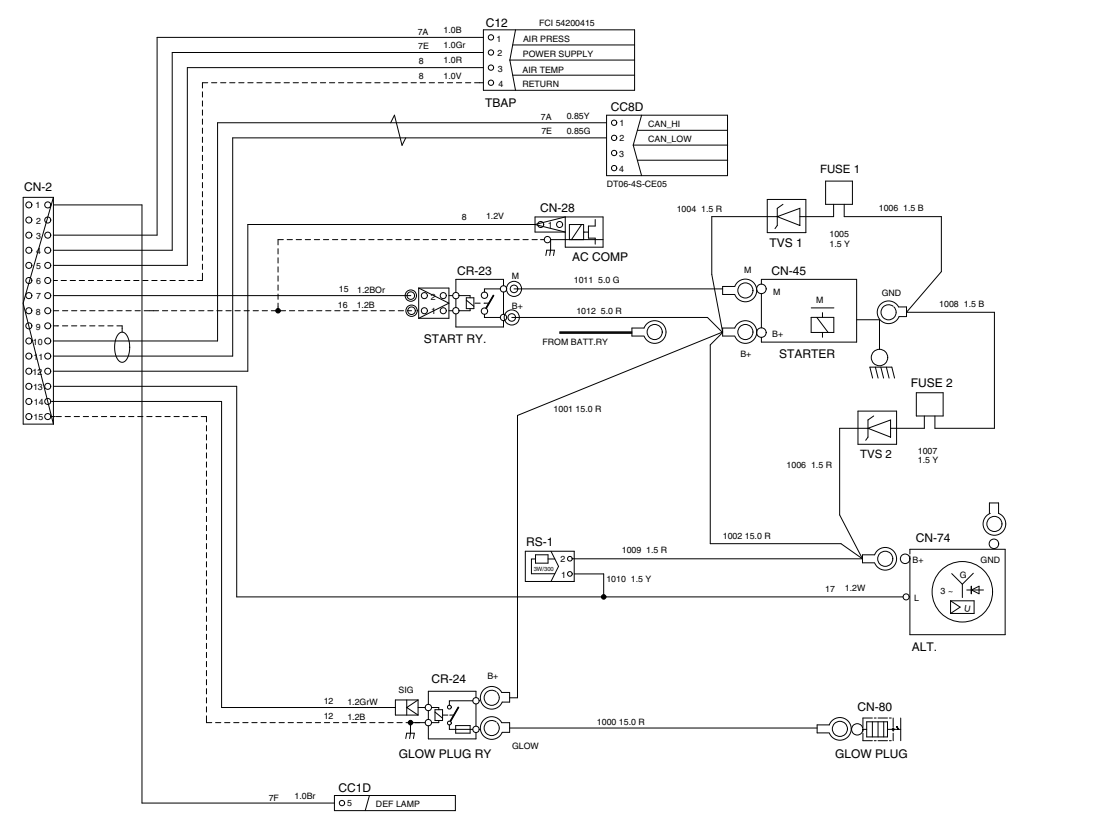 C12 FCI 54200415
7A 1.0B 1 AIR PRESS
7E 1.0Gr 2 POWER SUPPLY
8 1.0R 3 AIR TEMP
8 1.0V 4 RETURN
TBAP
CC8D
7A 0.85Y 1 CAN_HI
7E 0.85G 2 CAN_LOW
3
4
DT06-4S-CE05
CN-2
1
2
3
4
5
6
7
8
9
10
11
12
13
14
15
FUSE 1
1004 1.5 R
1006 1.5 B
TVS 1
1005
1.5 Y
CN-28
8 1.2V
1
AC COMP
CR-23
M
1011 5.0 G
15 1.2BOr
2
16 1.2B
1
B+
1012 5.0 R
START RY.
FROM BATT.RY
M
CN-45
M
M
B+
B+
STARTER
GND
1008 1.5 B
FUSE 2
TVS 2
1007
1.5 Y
1006 1.5 R
1001 15.0 R
1002 15.0 R
RS-1
3W/300
2
1
1009 1.5 R
1010 1.5 Y
17 1.2W
CN-74
B+
GND
G
3 ~
U
L
ALT.
CR-24
B+
SIG
12 1.2GrW
12 1.2B
GLOW PLUG RY
GLOW
1000 15.0 R
CN-80
GLOW PLUG
CC1D
7F 1.0Br
5 DEF LAMP